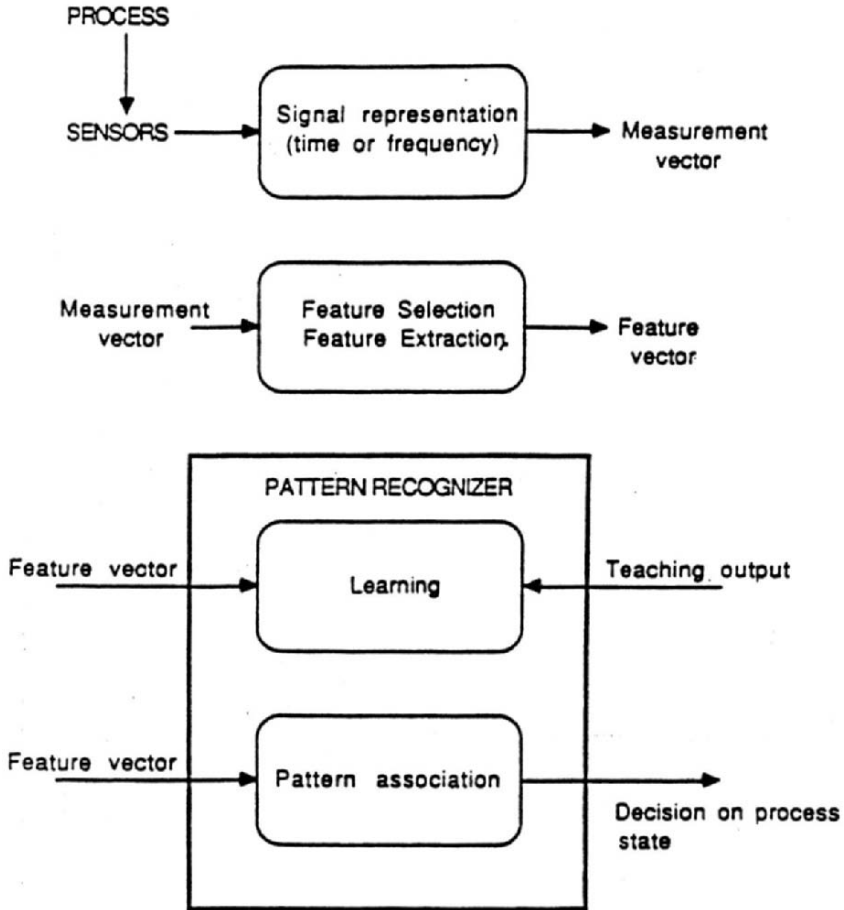 PROCESS
SENSORS
Signal representation
(time or frequency)
Measurement
vector
Measurement
vector
Feature Selection
Feature Extraction
Feature
vector
PATTERN RECOGNIZER
Feature vector
Learning
Teaching output
Feature vector
Pattern association
Decision on process
state